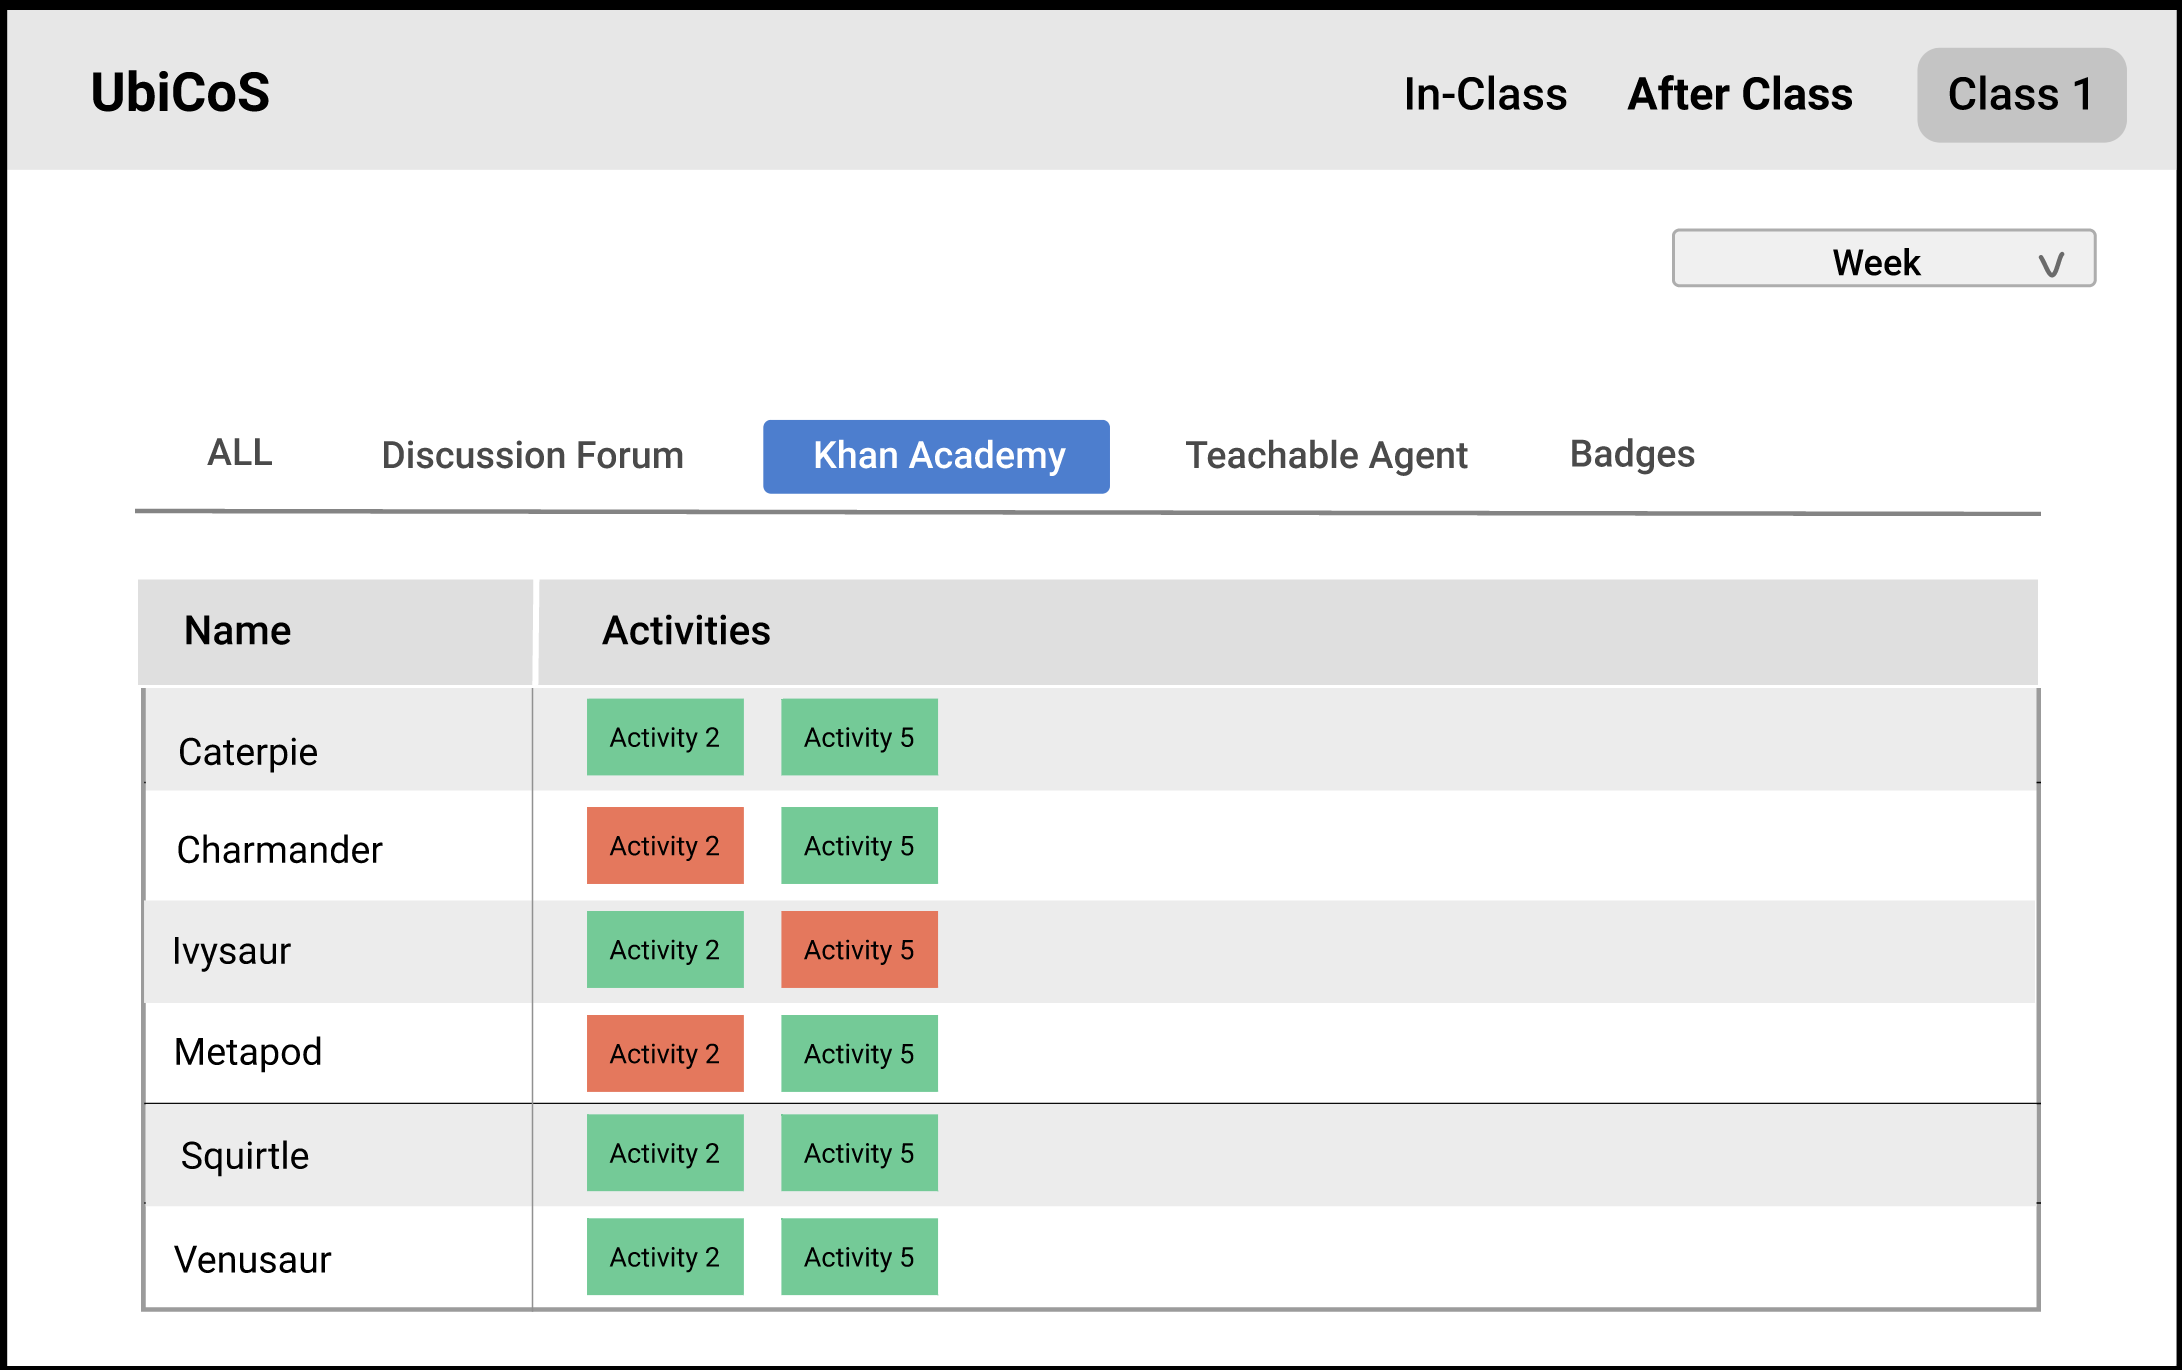 UbiCoS In-Class After Class Class 1
Week
ALL Discussion Forum Khan Academy Teachable Agent Badges
Name Activities
Caterpie Activity 2 Activity 5
Charmander Activity 2 Activity 5
Ivysaur Activity 2 Activity 5
Metapod Activity 2 Activity 5
Squirtle Activity 2 Activity 5
Venusaur Activity 2 Activity 5